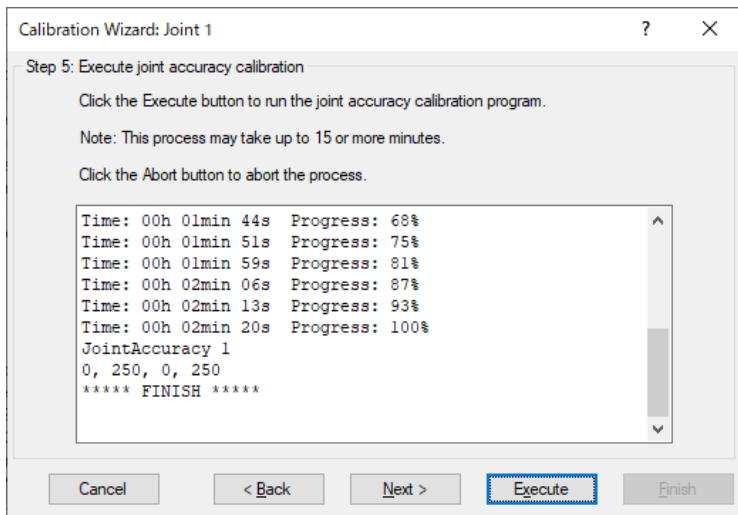 Calibration Wizard: Joint 1
?
Step 5: Execute joint accuracy calibration
Click the Execute button to run the joint accuracy calibration program.
Note: This process may take up to 15 or more minutes.
Click the Abort button to abort the process.
Time: 00h 01min 44s  Progress: 68%
Time: 00h 01min 51s  Progress: 75%
Time: 00h 01min 59s  Progress: 81%
Time: 00h 02min 06s  Progress: 87%
Time: 00h 02min 13s  Progress: 93%
Time: 00h 02min 20s  Progress: 100%
JointAccuracy 1
0, 250, 0, 250
***** FINISH *****
Cancel < Back Next > Execute Finish